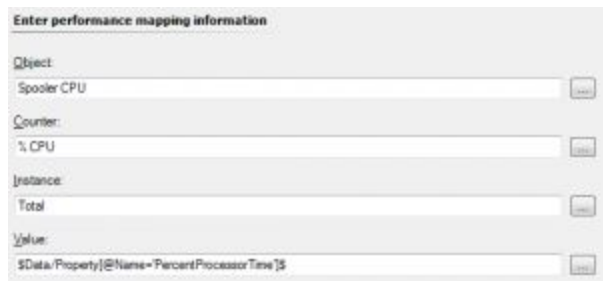 Enter performance mapping information
Object:
Spooler CPU
...
Counter:
% CPU
...
Instance:
Total
...
Value:
$Data/Property[@Name='PercentProcessorTime']$
...